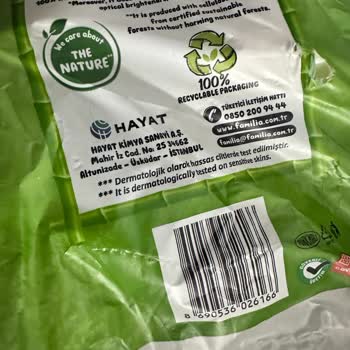 "Moreover, it
optical brightener
"It is produced with cellulose
from certified sustainable
forests without harming natural forests.
We care about
THE
NATURE
100%
RECYCLABLE PACKAGING
HAYAT
TÜKETİCİ İLETİŞİM HATTI
0850 200 94 44
www.familia.com.tr
familia@familia.com.tr
HAYAT KİMYA SANAYİ A.Ş.
Mahir İz Cad. No. 25 34662
Altunizade - Üsküdar - İSTANBUL
*** Dermatolojik olarak hassas ciltlerde test edilmiştir.
*** It is dermatologically tested on sensitive skins.
8 690536 026166